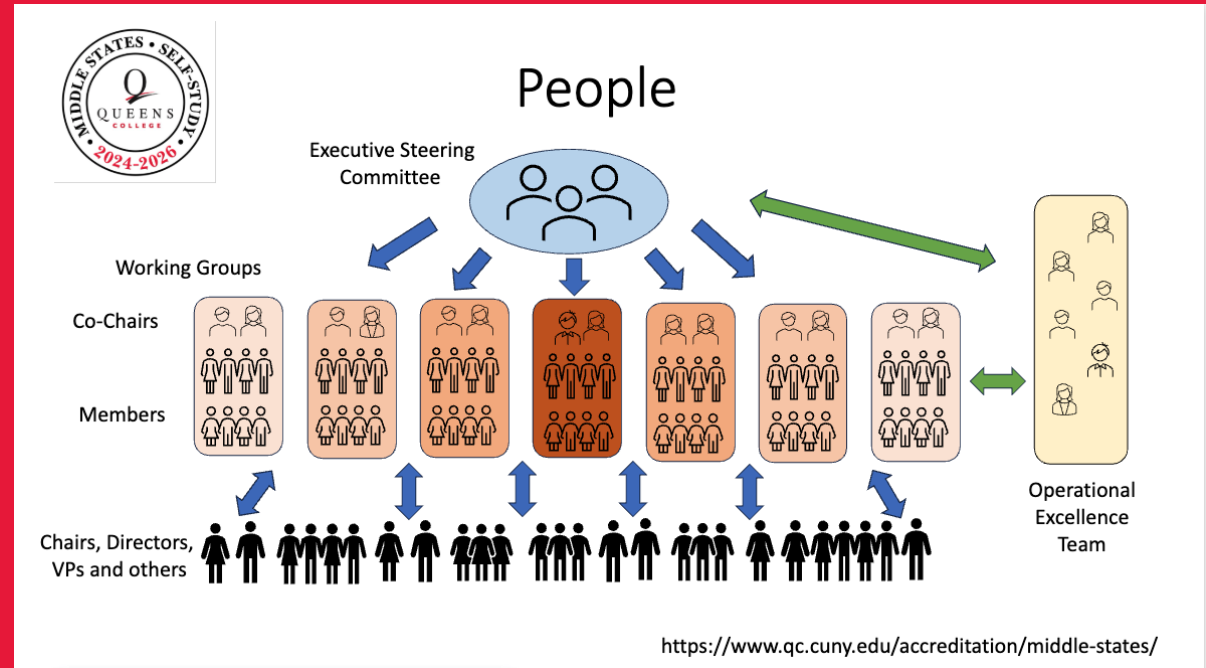 MIDDLE STATES • SELF-STUDY
• 2024-2026 •
Q
QUEENS
COLLEGE
People
Executive Steering
Committee
Working Groups
Co-Chairs
Members
Chairs, Directors,
VPs and others
Operational
Excellence
Team
https://www.qc.cuny.edu/accreditation/middle-states/